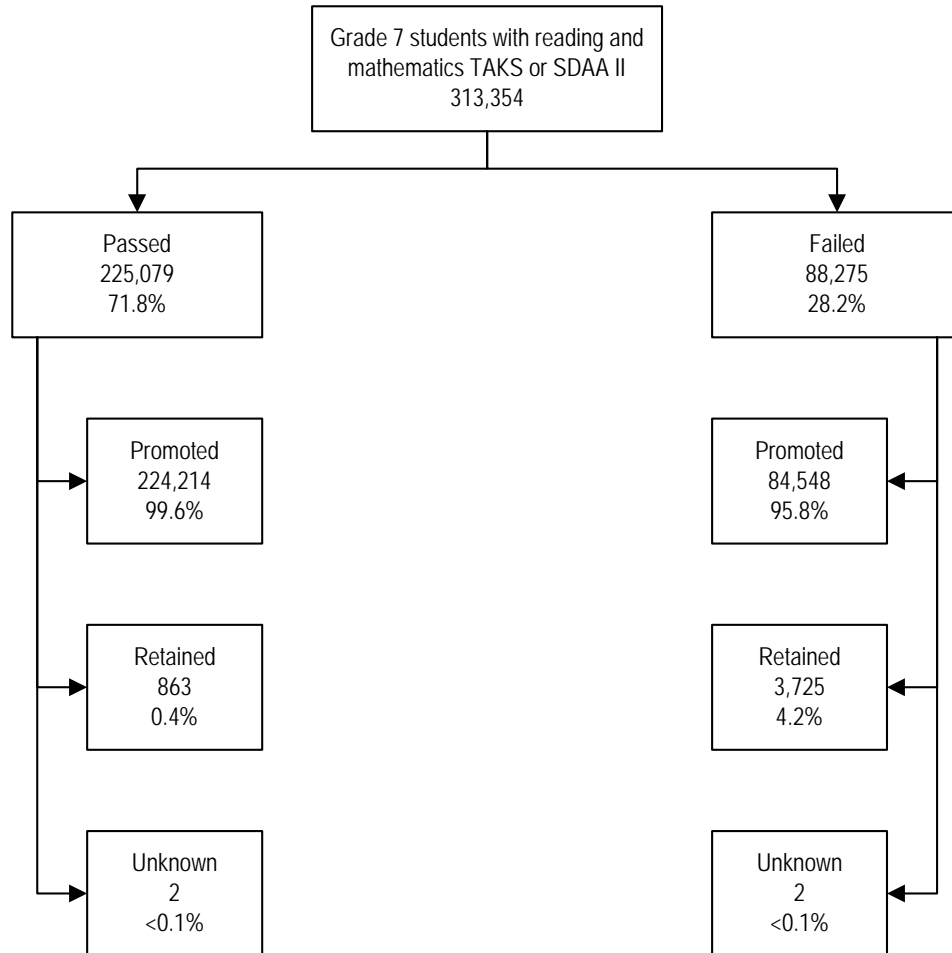 Grade 7 students with reading and
mathematics TAKS or SDAA II
313,354
Passed
225,079
71.8%
Failed
88,275
28.2%
Promoted
224,214
99.6%
Promoted
84,548
95.8%
Retained
863
0.4%
Retained
3,725
4.2%
Unknown
2
<0.1%
Unknown
2
<0.1%